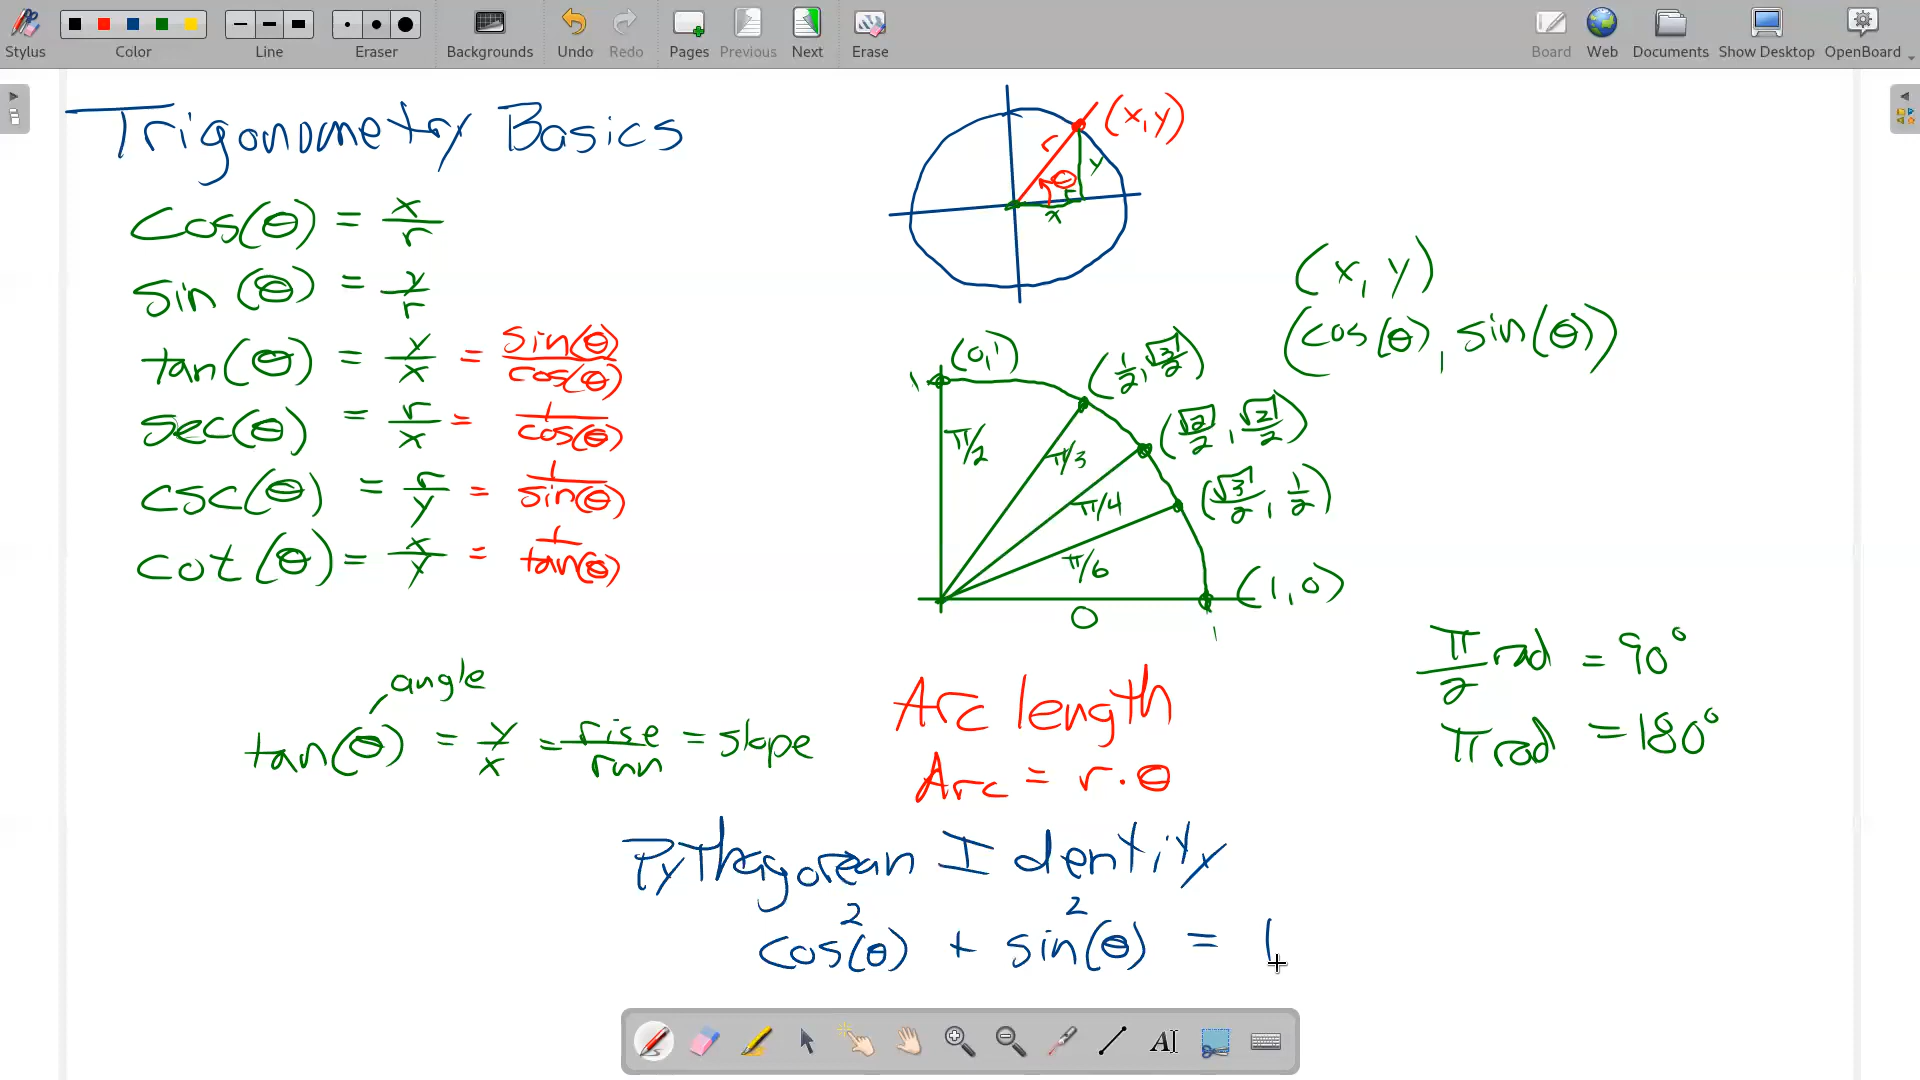 Stylus Color Line Eraser Backgrounds Undo Redo Pages Previous Next Erase Board Web Documents Show Desktop OpenBoard
Trigonometry Basics
cos(θ) = x/r
sin(θ) = y/r
tan(θ) = y/x = sin(θ)/cos(θ)
sec(θ) = r/x = 1/cos(θ)
csc(θ) = r/y = 1/sin(θ)
cot(θ) = x/y = 1/tan(θ)
angle
tan(θ) = y/x = rise/run = slope
(x,y)
r
θ
y
x
(x, y)
(cos(θ), sin(θ))
1
(0,1)
(1/2, √3/2)
(√2/2, √2/2)
(√3/2, 1/2)
(1,0)
π/2
π/3
π/4
π/6
0
1
π/2 rad = 90°
π rad = 180°
Arc length
Arc = r·θ
Pythagorean Identity
cos²(θ) + sin²(θ) = 1
AI